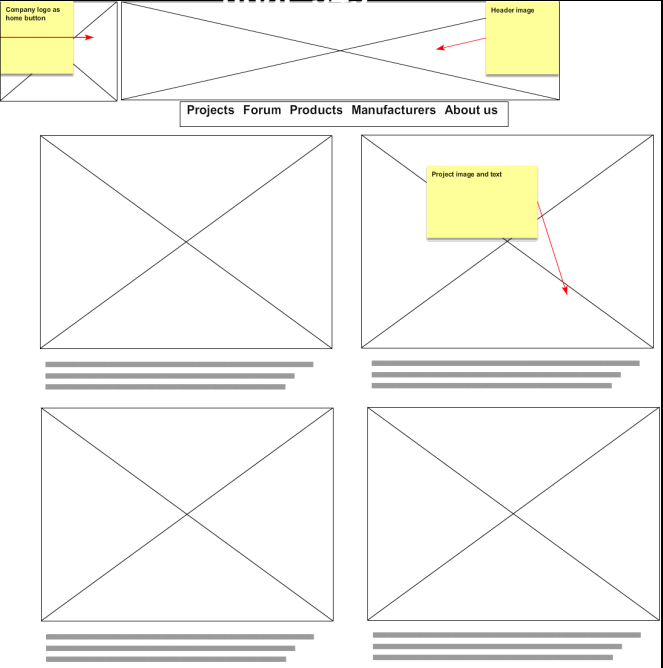 Company logo as
home button
Header image
Projects Forum Products Manufacturers About us
Project image and text